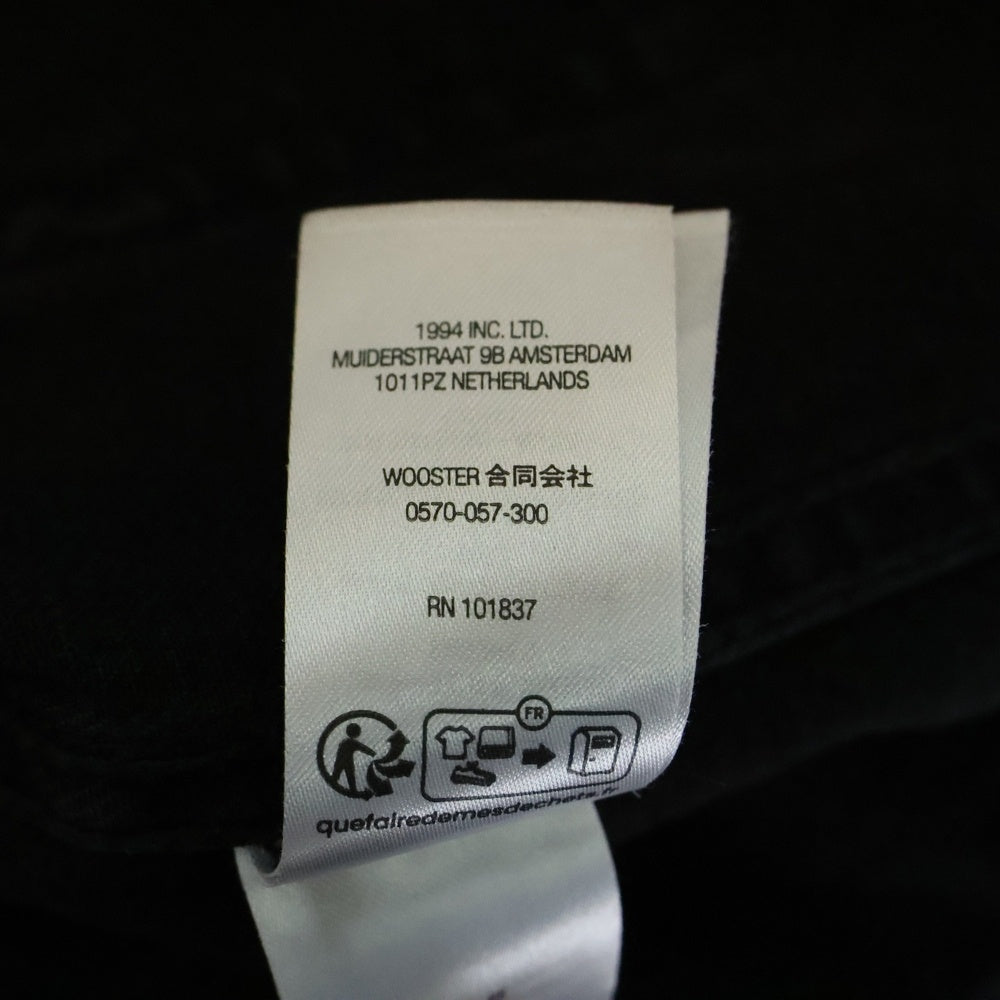 1994 INC. LTD.
MUIDERSTRAAT 9B AMSTERDAM
1011PZ NETHERLANDS
WOOSTER 合同会社
0570-057-300
RN 101837
FR
quefairedemesdechets.fr